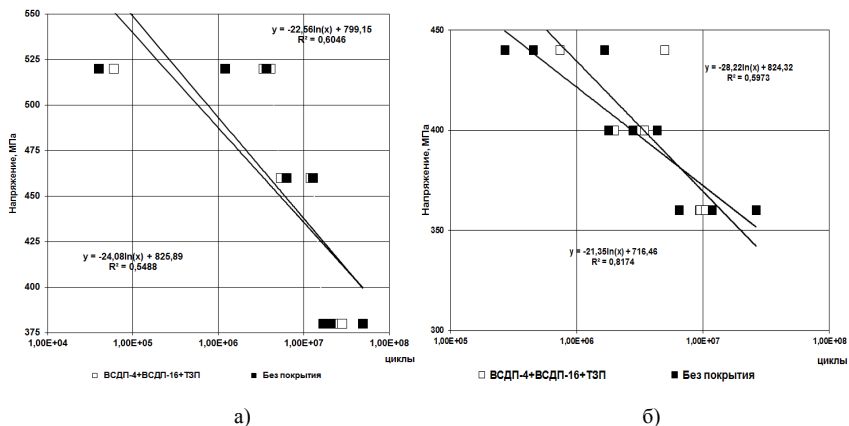 y = -22,56ln(x) + 799,15
R² = 0,6046
y = -24,08ln(x) + 825,89
R² = 0,5488
Напряжение, МПа
550
525
500
475
450
425
400
375
1,00E+04
1,00E+05
1,00E+06
1,00E+07
1,00E+08
циклы
ВСДП-4+ВСДП-16+ТЗП
Без покрытия
а)
y = -28,22ln(x) + 824,32
R² = 0,5973
y = -21,35ln(x) + 716,46
R² = 0,8174
Напряжение, МПа
450
400
350
300
1,00E+05
1,00E+06
1,00E+07
1,00E+08
циклы
ВСДП-4+ВСДП-16+ТЗП
Без покрытия
б)